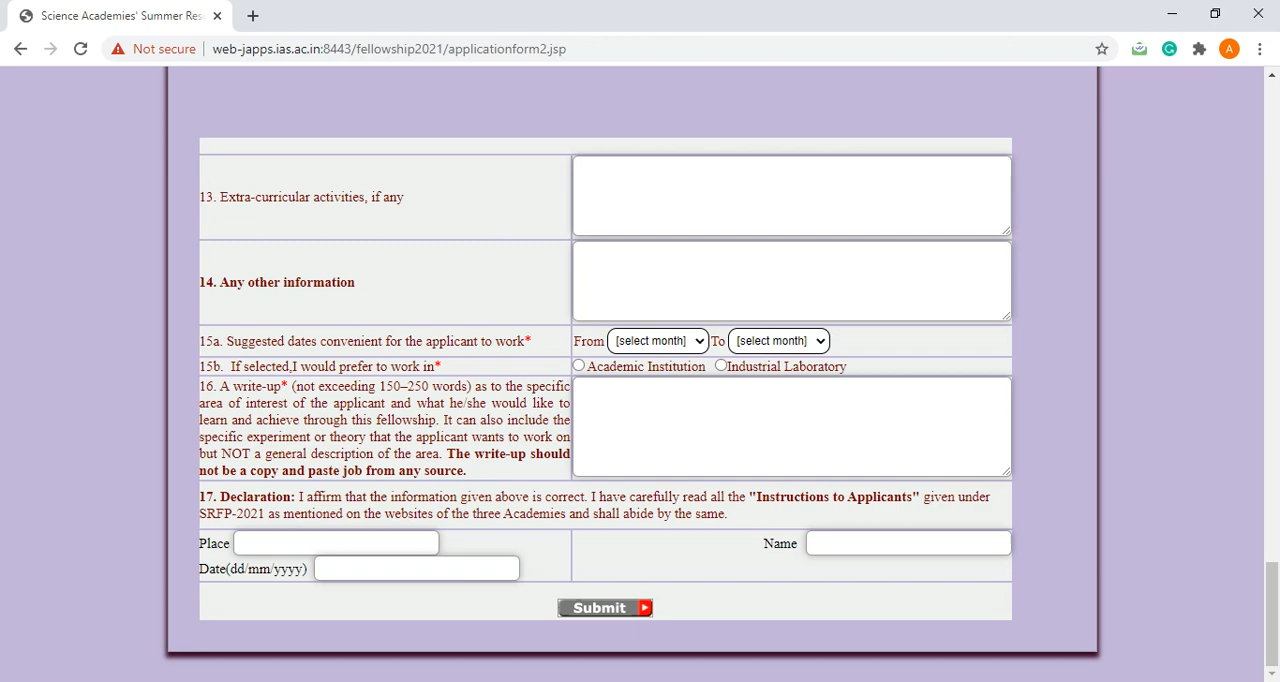 Science Academies' Summer Res
Not secure
web-japps.ias.ac.in:8443/fellowship2021/applicationform2.jsp
A
13. Extra-curricular activities, if any
14. Any other information
15a. Suggested dates convenient for the applicant to work*
From [select month] To [select month]
15b. If selected,I would prefer to work in*
Academic Institution Industrial Laboratory
16. A write-up* (not exceeding 150–250 words) as to the specific
area of interest of the applicant and what he/she would like to
learn and achieve through this fellowship. It can also include the
specific experiment or theory that the applicant wants to work on
but NOT a general description of the area. The write-up should
not be a copy and paste job from any source.
17. Declaration: I affirm that the information given above is correct. I have carefully read all the "Instructions to Applicants" given under
SRFP-2021 as mentioned on the websites of the three Academies and shall abide by the same.
Place
Name
Date(dd/mm/yyyy)
Submit